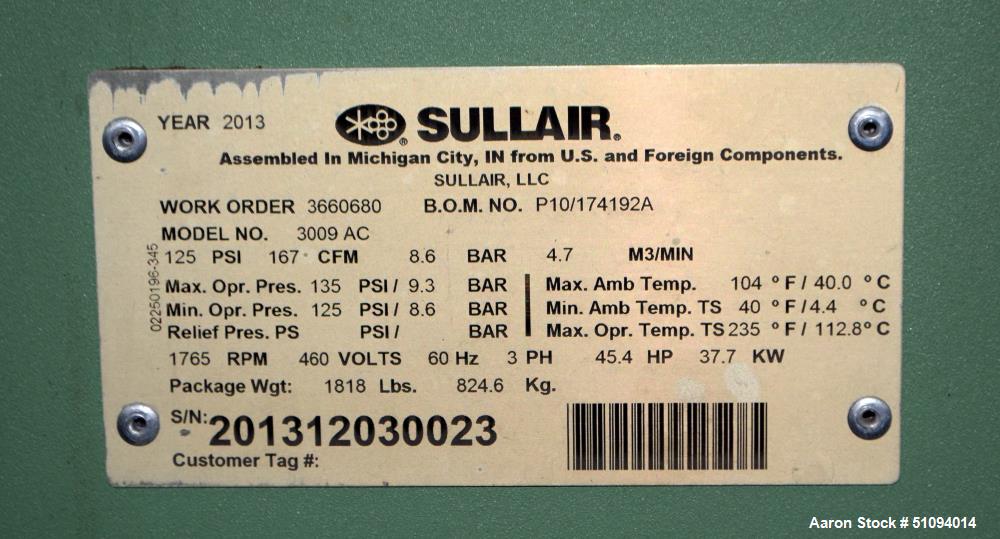 YEAR 2013 SULLAIR®
Assembled In Michigan City, IN from U.S. and Foreign Components.
SULLAIR, LLC
WORK ORDER 3660680 B.O.M. NO. P10/174192A
MODEL NO. 3009 AC
125 PSI 167 CFM 8.6 BAR 4.7 M3/MIN
Max. Opr. Pres. 135 PSI / 9.3 BAR Max. Amb Temp. 104 °F / 40.0 °C
Min. Opr. Pres. 125 PSI / 8.6 BAR Min. Amb Temp. TS 40 °F / 4.4 °C
Relief Pres. PS PSI / BAR Max. Opr. Temp. TS 235 °F / 112.8 °C
02250196-345
1765 RPM 460 VOLTS 60 Hz 3 PH 45.4 HP 37.7 KW
Package Wgt: 1818 Lbs. 824.6 Kg.
S/N: 201312030023
Customer Tag #:
Aaron Stock # 51094014